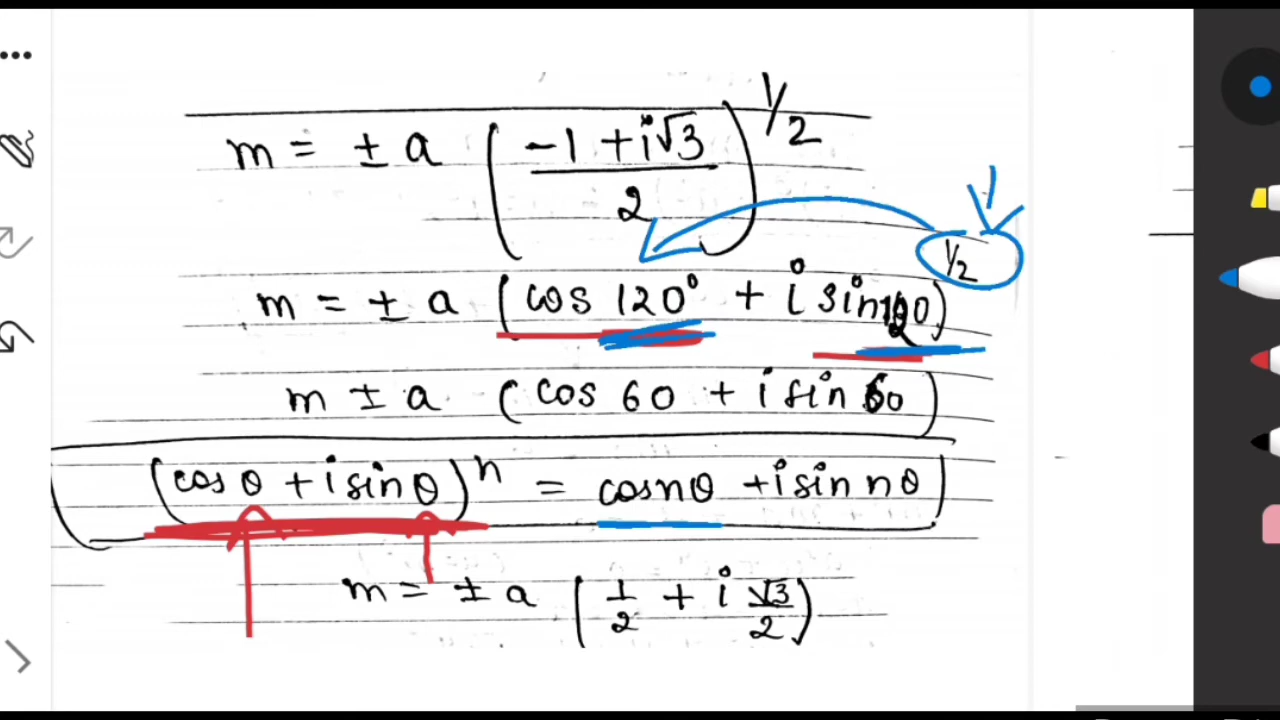 m = ± a ( (-1 + i√3) / 2 )^1/2
m = ± a (cos 120° + i sin 120)^1/2
m ± a (cos 60 + i sin 60)
(cos θ + i sin θ)^n = cos nθ + i sin nθ
m = ± a ( 1/2 + i √3/2 )